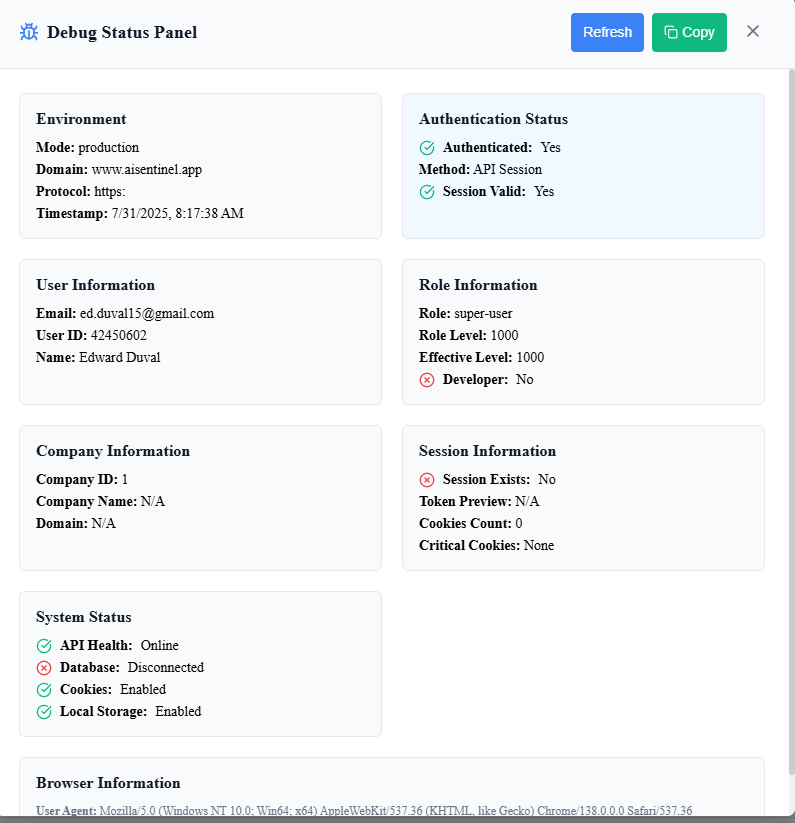 Debug Status Panel
Refresh
Copy
Environment
Mode: production
Domain: www.aisentinel.app
Protocol: https:
Timestamp: 7/31/2025, 8:17:38 AM
Authentication Status
Authenticated: Yes
Method: API Session
Session Valid: Yes
User Information
Email: ed.duval15@gmail.com
User ID: 42450602
Name: Edward Duval
Role Information
Role: super-user
Role Level: 1000
Effective Level: 1000
Developer: No
Company Information
Company ID: 1
Company Name: N/A
Domain: N/A
Session Information
Session Exists: No
Token Preview: N/A
Cookies Count: 0
Critical Cookies: None
System Status
API Health: Online
Database: Disconnected
Cookies: Enabled
Local Storage: Enabled
Browser Information
User Agent: Mozilla/5.0 (Windows NT 10.0; Win64; x64) AppleWebKit/537.36 (KHTML, like Gecko) Chrome/138.0.0.0 Safari/537.36